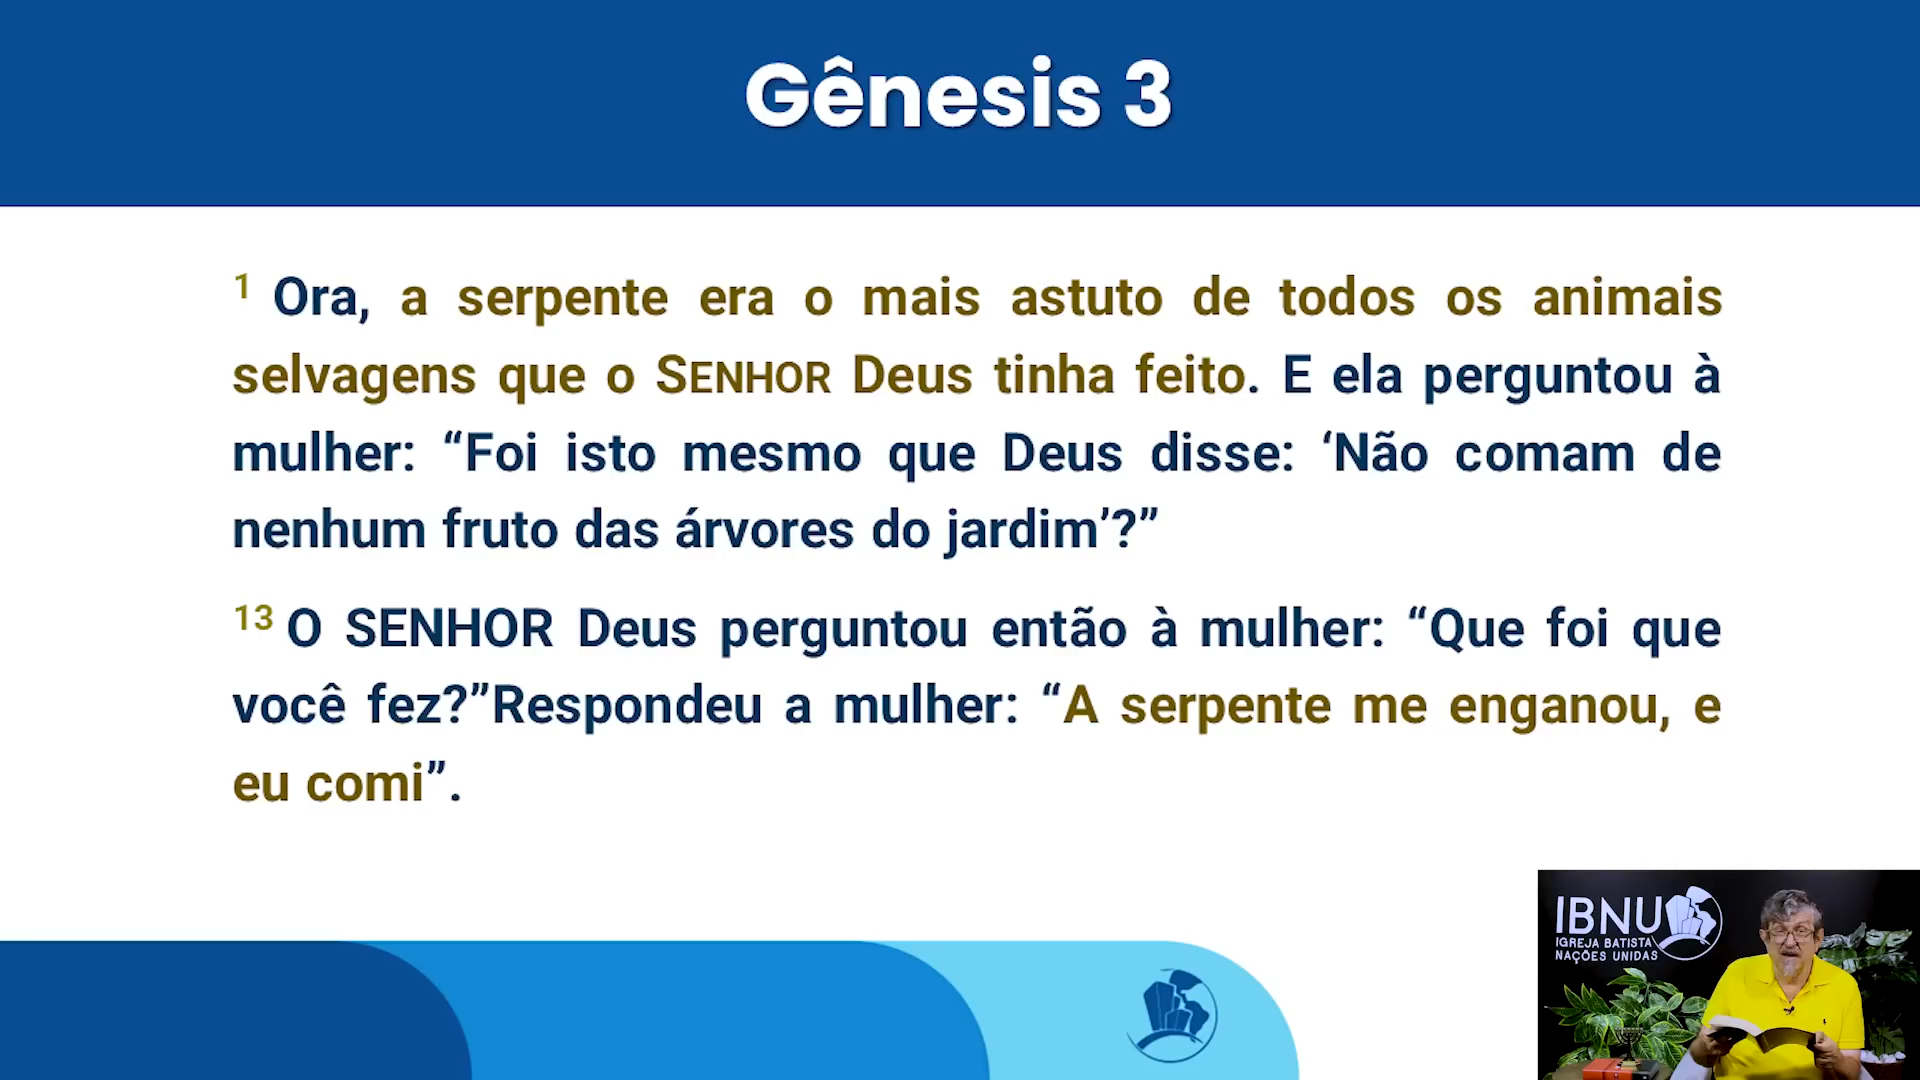 Gênesis 3
1 Ora, a serpente era o mais astuto de todos os animais
selvagens que o SENHOR Deus tinha feito. E ela perguntou à
mulher: “Foi isto mesmo que Deus disse: ‘Não comam de
nenhum fruto das árvores do jardim’?”
13 O SENHOR Deus perguntou então à mulher: “Que foi que
você fez?”Respondeu a mulher: “A serpente me enganou, e
eu comi”.
IBNU
IGREJA BATISTA
NAÇÕES UNIDAS